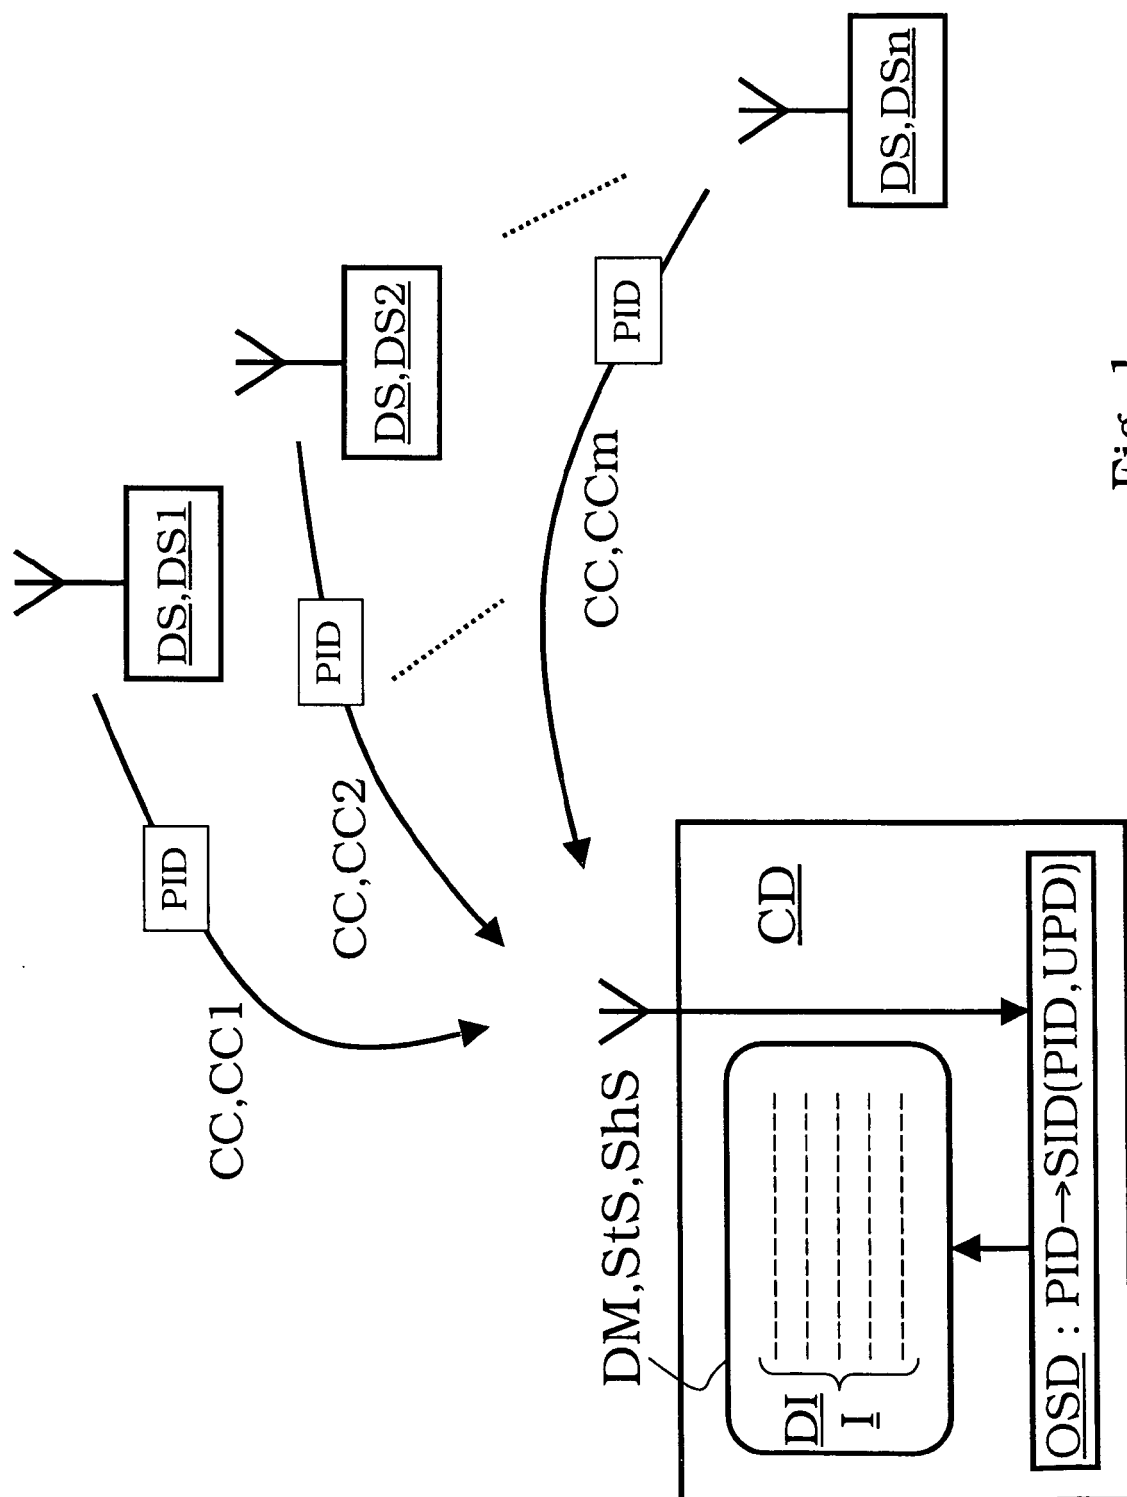 DS,DS1
PID
CC,CC1
DS,DS2
PID
CC,CC2
DS,DSn
PID
CC,CCm
DM,StS,ShS
CD
DI
I
OSD : PID→SID(PID,UPD)
Fig. 1